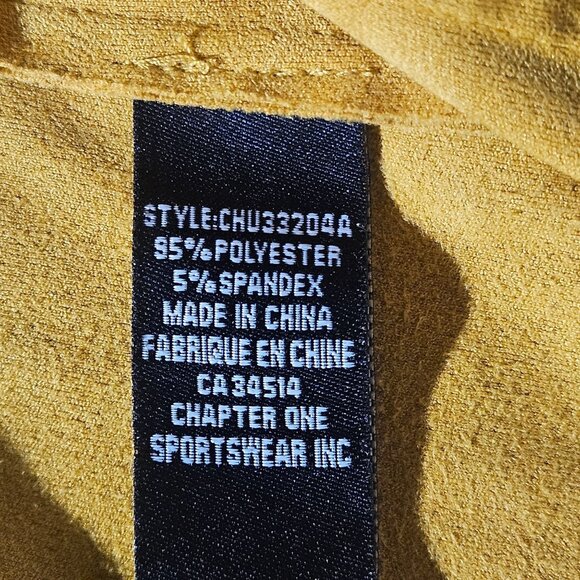 STYLE:CHU33204A
95%POLYESTER
5%SPANDEX
MADE IN CHINA
FABRIQUE EN CHINE
CA34514
CHAPTER ONE
SPORTSWEAR INC